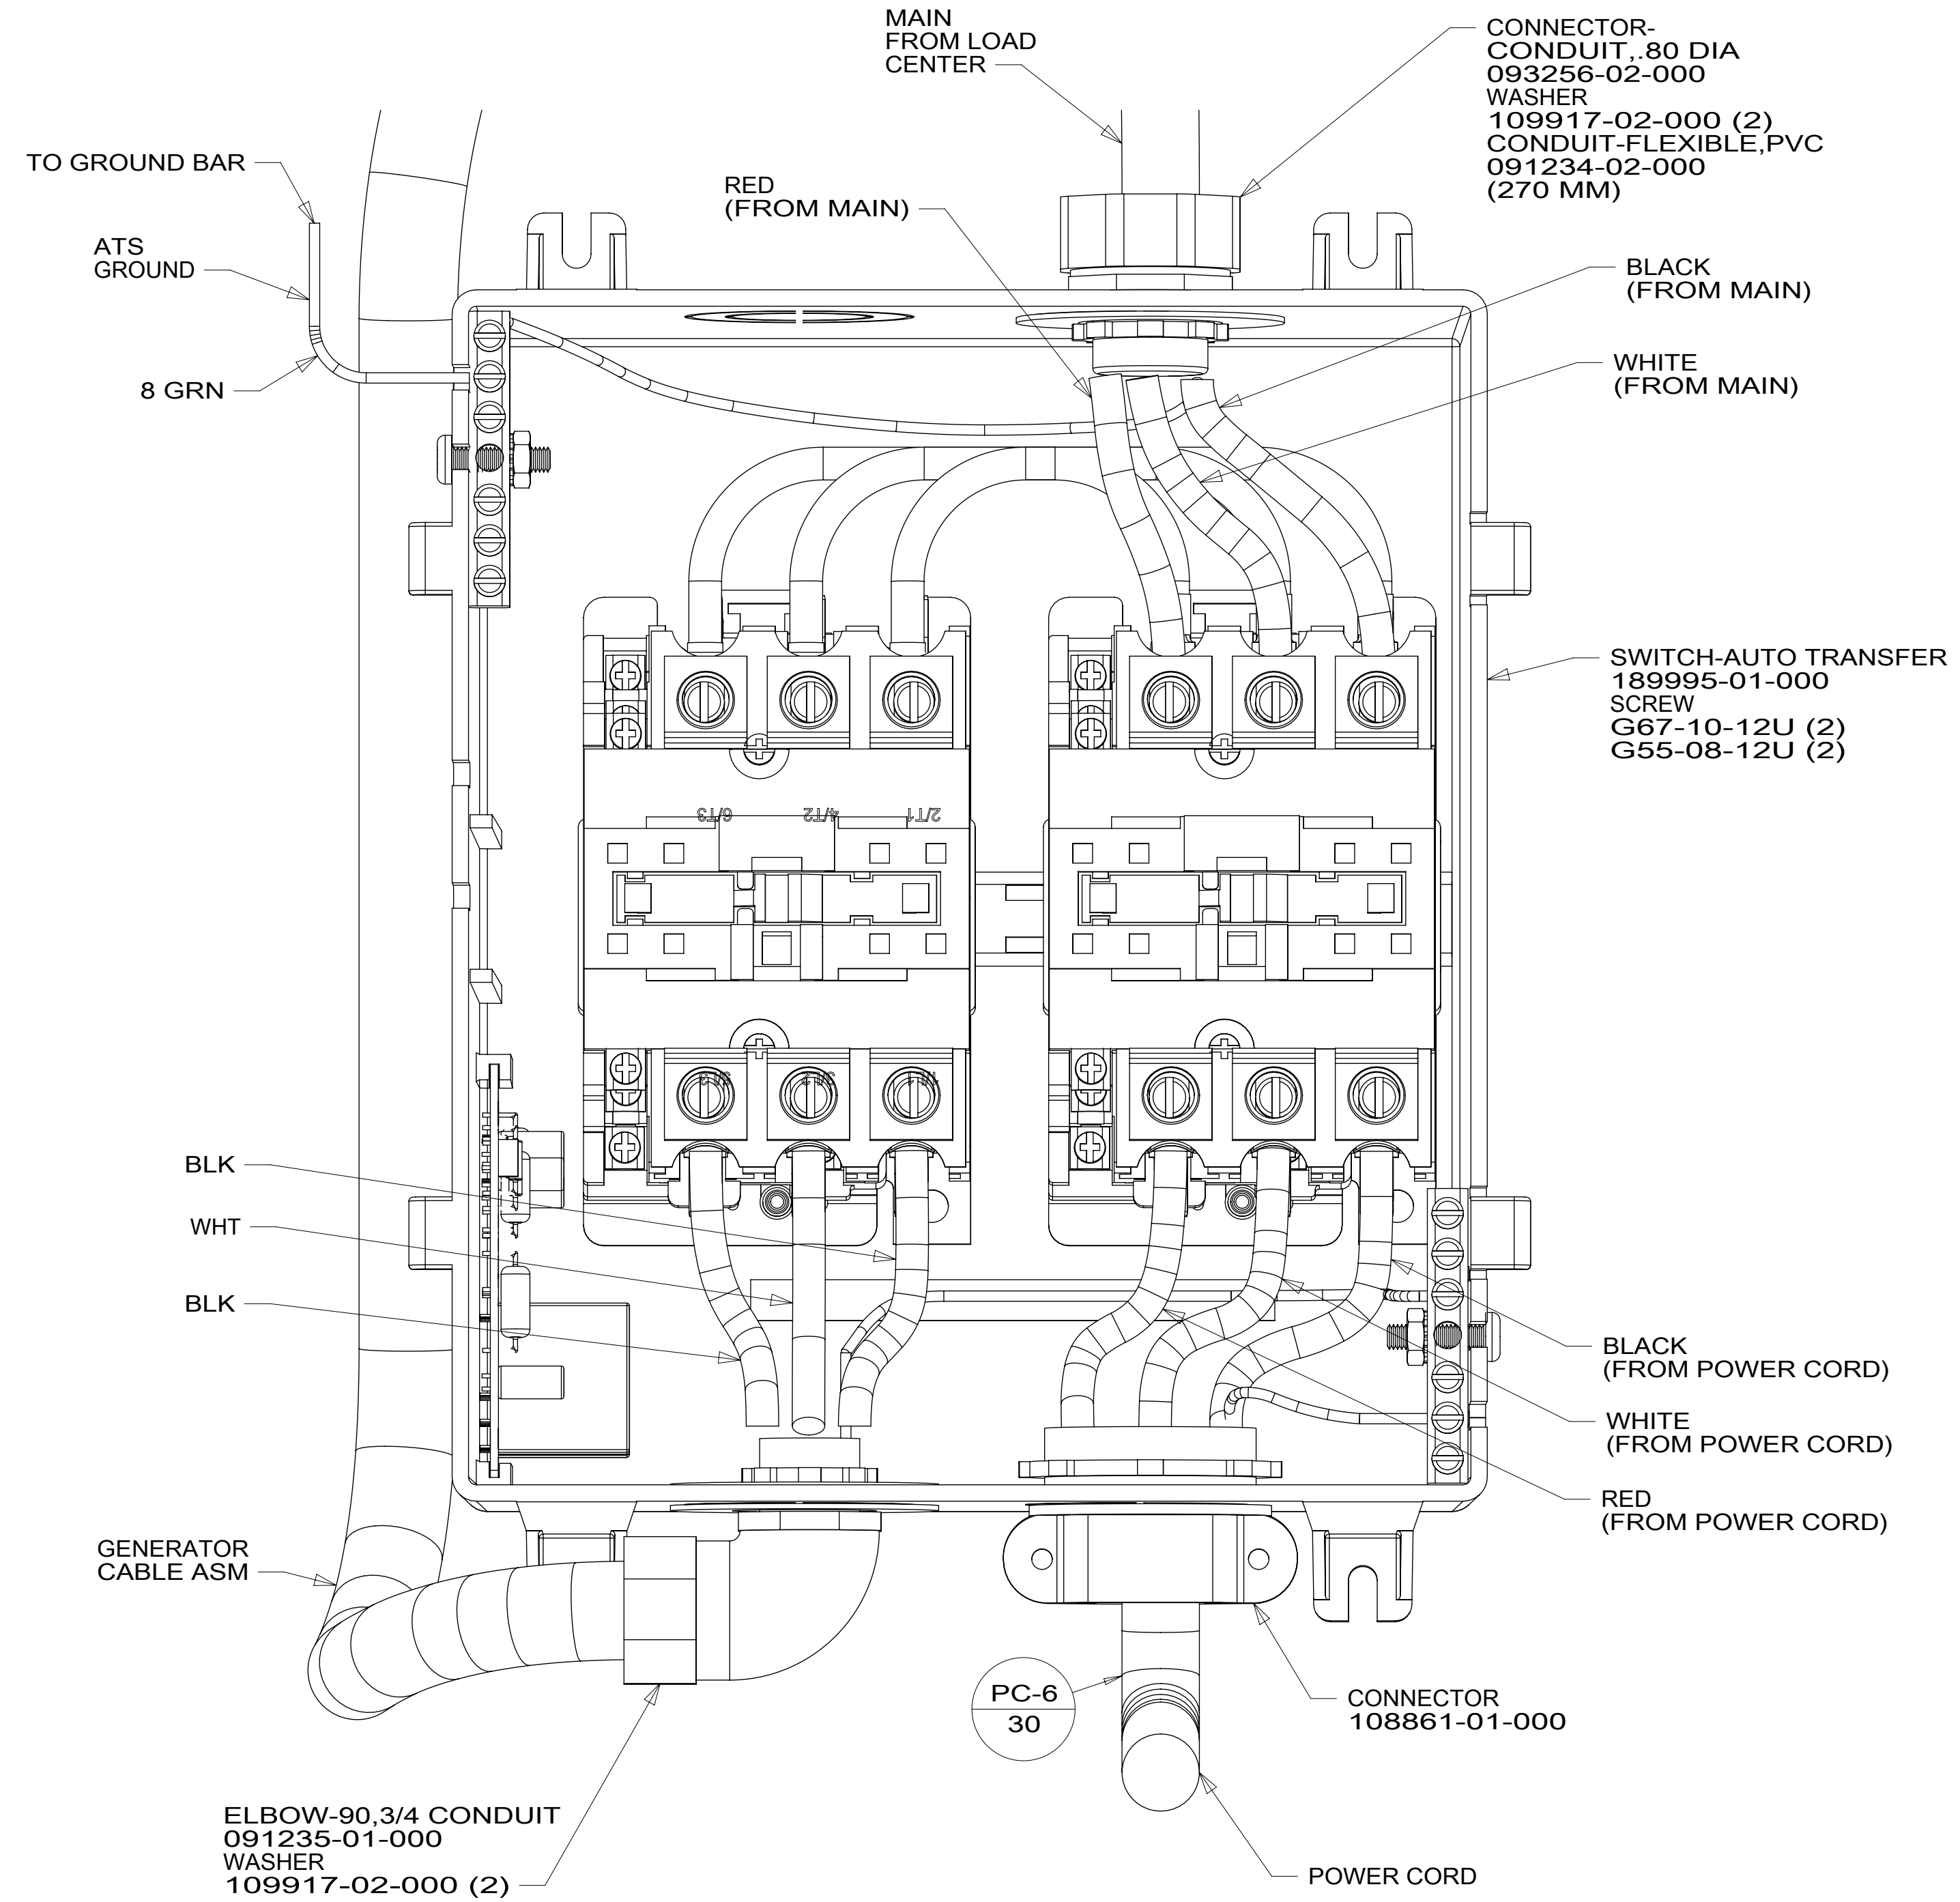 MAIN
FROM LOAD
CENTER
CONNECTOR-
CONDUIT,.80 DIA
093256-02-000
WASHER
109917-02-000 (2)
CONDUIT-FLEXIBLE,PVC
091234-02-000
(270 MM)
TO GROUND BAR
RED
(FROM MAIN)
ATS
GROUND
BLACK
(FROM MAIN)
8 GRN
WHITE
(FROM MAIN)
SWITCH-AUTO TRANSFER
189995-01-000
SCREW
G67-10-12U (2)
G55-08-12U (2)
6/T3
4/T2
2/T1
BLK
WHT
BLK
BLACK
(FROM POWER CORD)
WHITE
(FROM POWER CORD)
RED
(FROM POWER CORD)
GENERATOR
CABLE ASM
PC-6
30
CONNECTOR
108861-01-000
ELBOW-90,3/4 CONDUIT
091235-01-000
WASHER
109917-02-000 (2)
POWER CORD